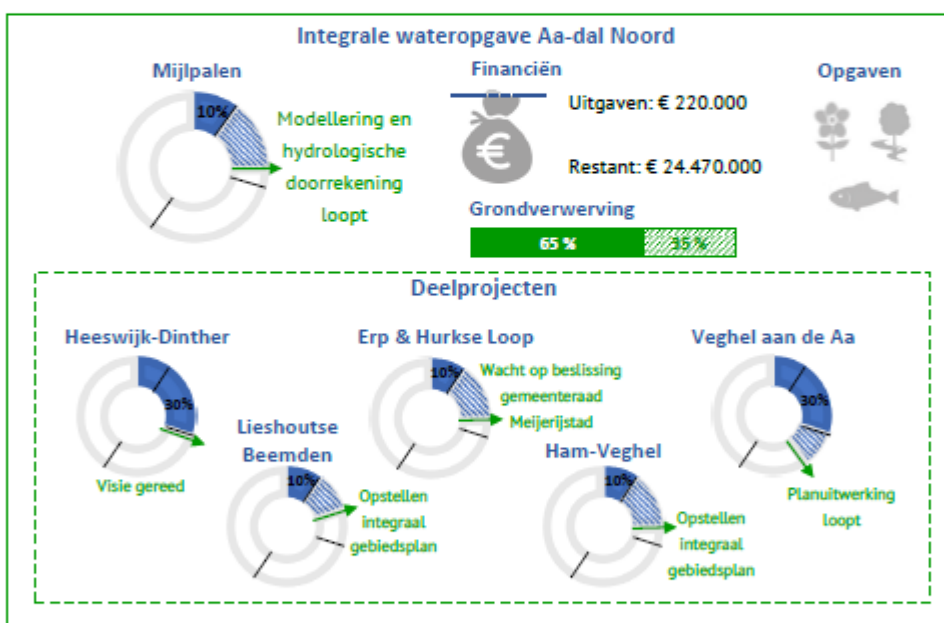 Integrale wateropgave Aa-dal Noord
Mijlpalen
10%
Modellering en
hydrologische
doorrekening
loopt
Financiën
€
Uitgaven: € 220.000
Restant: € 24.470.000
Grondverwerving
65 %
35 %
Opgaven
Deelprojecten
Heeswijk-Dinther
30%
Visie gereed
Lieshoutse
Beemden
10%
Opstellen
integraal
gebiedsplan
Erp & Hurkse Loop
10%
Wacht op beslissing
gemeenteraad
Meijerijstad
Ham-Veghel
10%
Opstellen
integraal
gebiedsplan
Veghel aan de Aa
30%
Planuitwerking
loopt